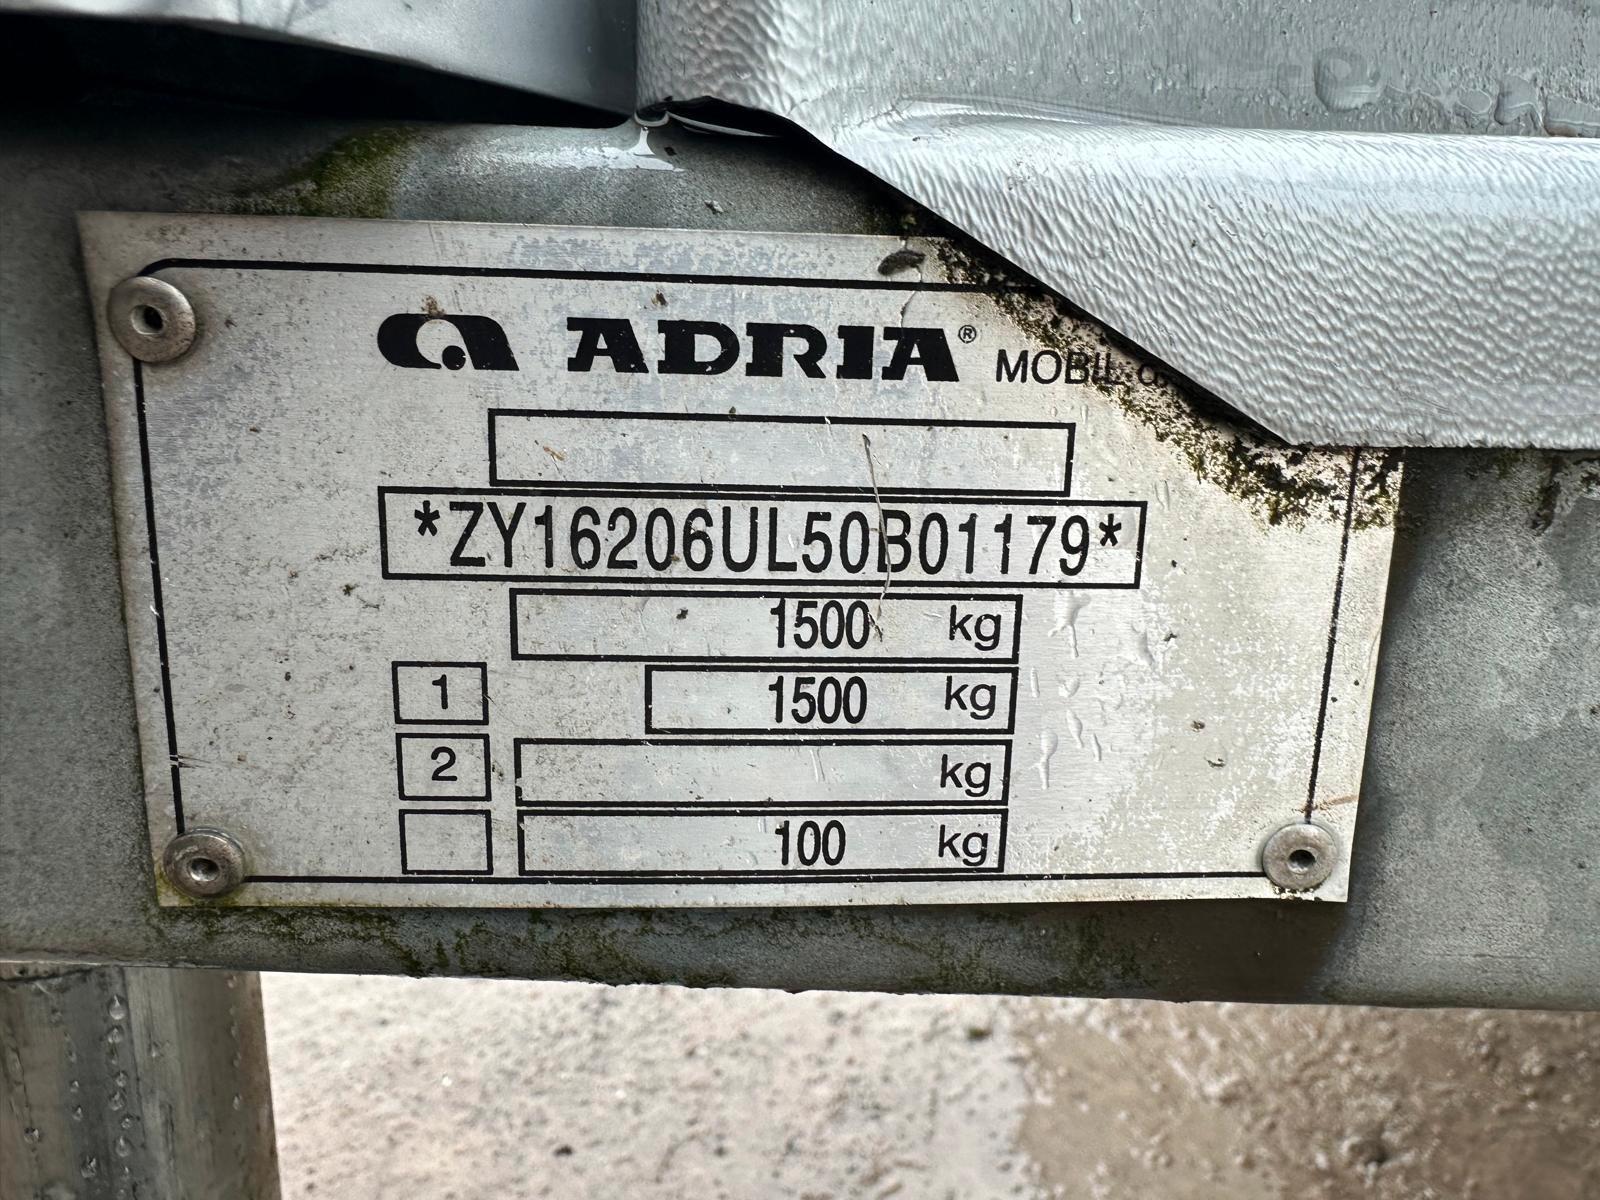 ADRIA® MOBIL d.
*ZY16206UL50B01179*
1500 kg
1 1500 kg
2 kg
100 kg